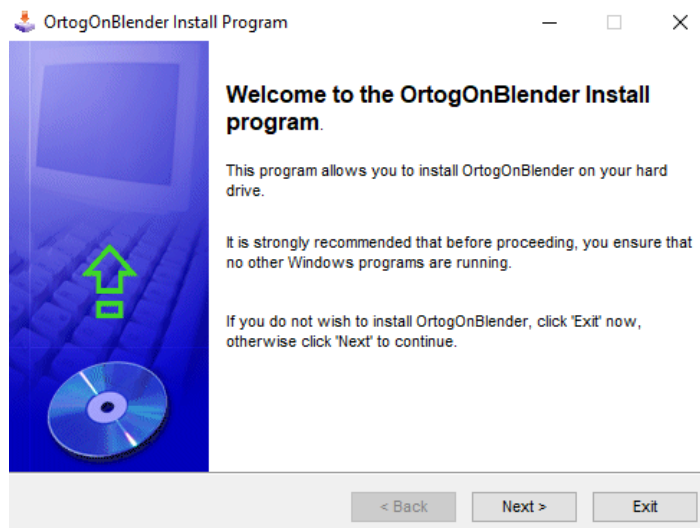 OrtogOnBlender Install Program
Welcome to the OrtogOnBlender Install
program.
This program allows you to install OrtogOnBlender on your hard
drive.
It is strongly recommended that before proceeding, you ensure that
no other Windows programs are running.
If you do not wish to install OrtogOnBlender, click 'Exit' now,
otherwise click 'Next' to continue.
< Back
Next >
Exit